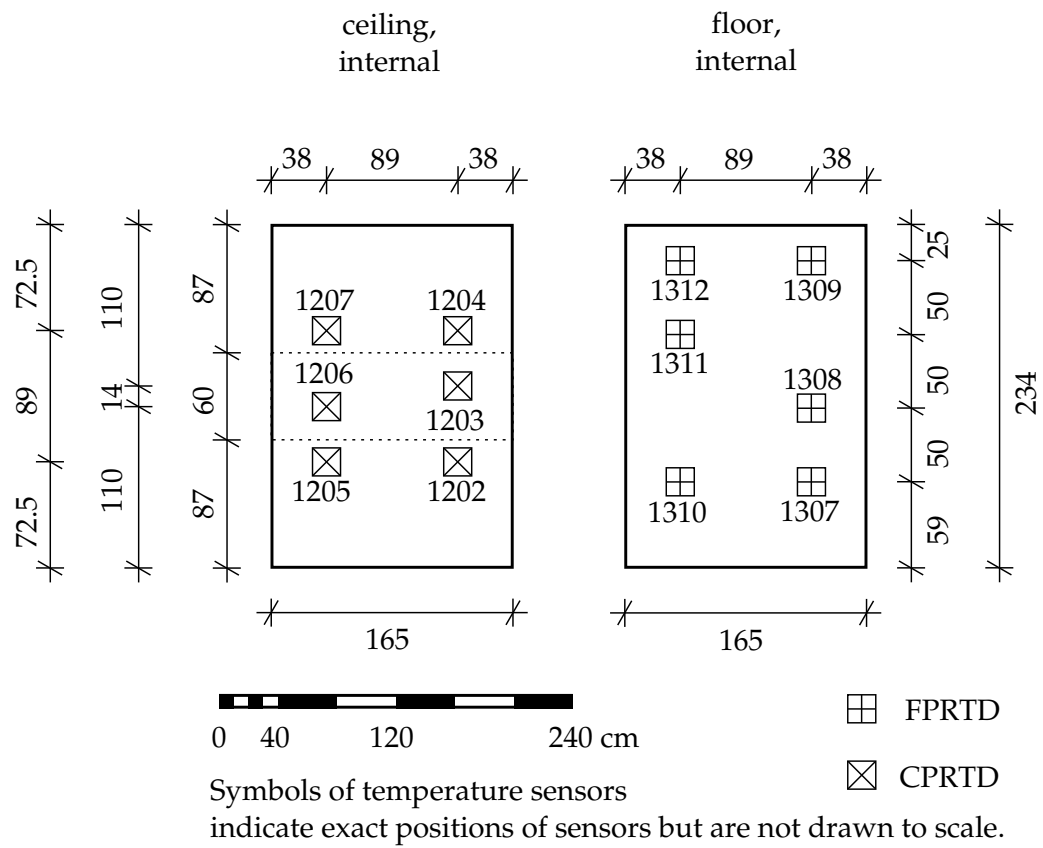 ceiling,
internal
floor,
internal
38 89 38
38 89 38
72.5
89
72.5
110
14
110
87
60
87
1207 1204
1206
1203
1205 1202
1312 1309
1311
1308
1310 1307
25
50
50
50
59
234
165
165
0 40 120 240 cm
FPRTD
CPRTD
Symbols of temperature sensors
indicate exact positions of sensors but are not drawn to scale.